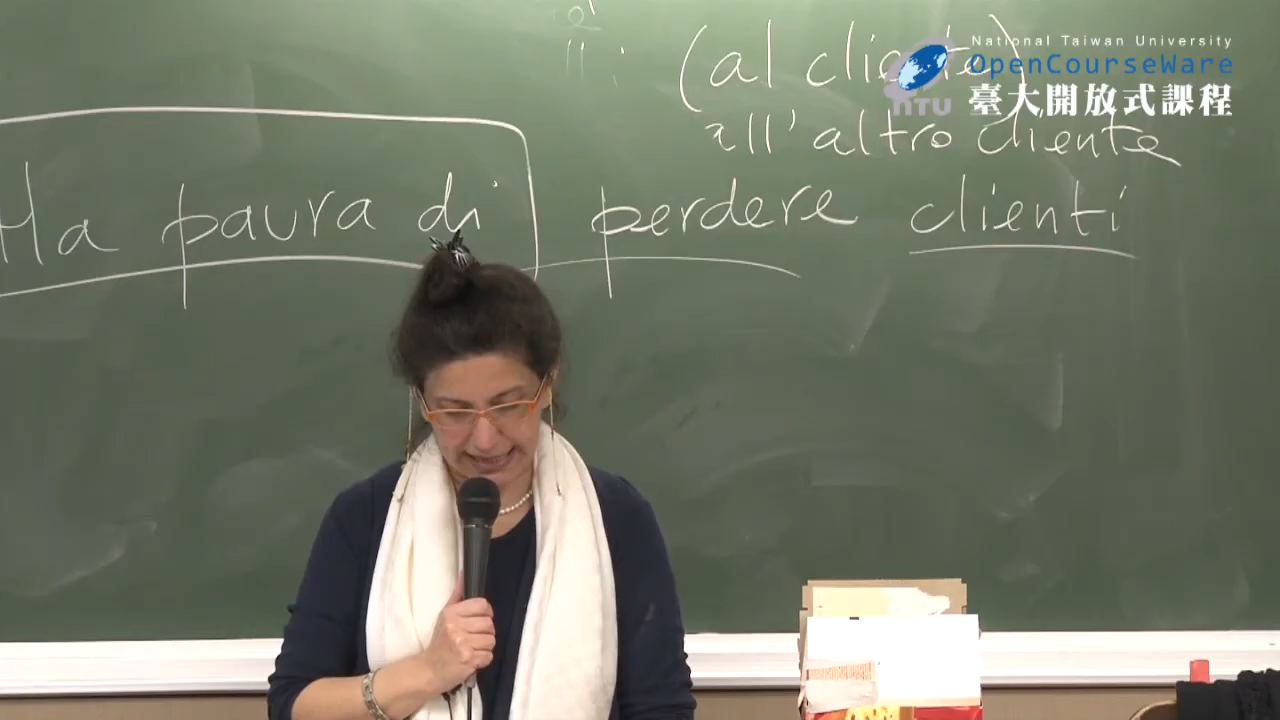 (al cliente)
all'altro cliente
Ha paura di perdere clienti
National Taiwan University
OpenCourseWare
NTU
臺大開放式課程